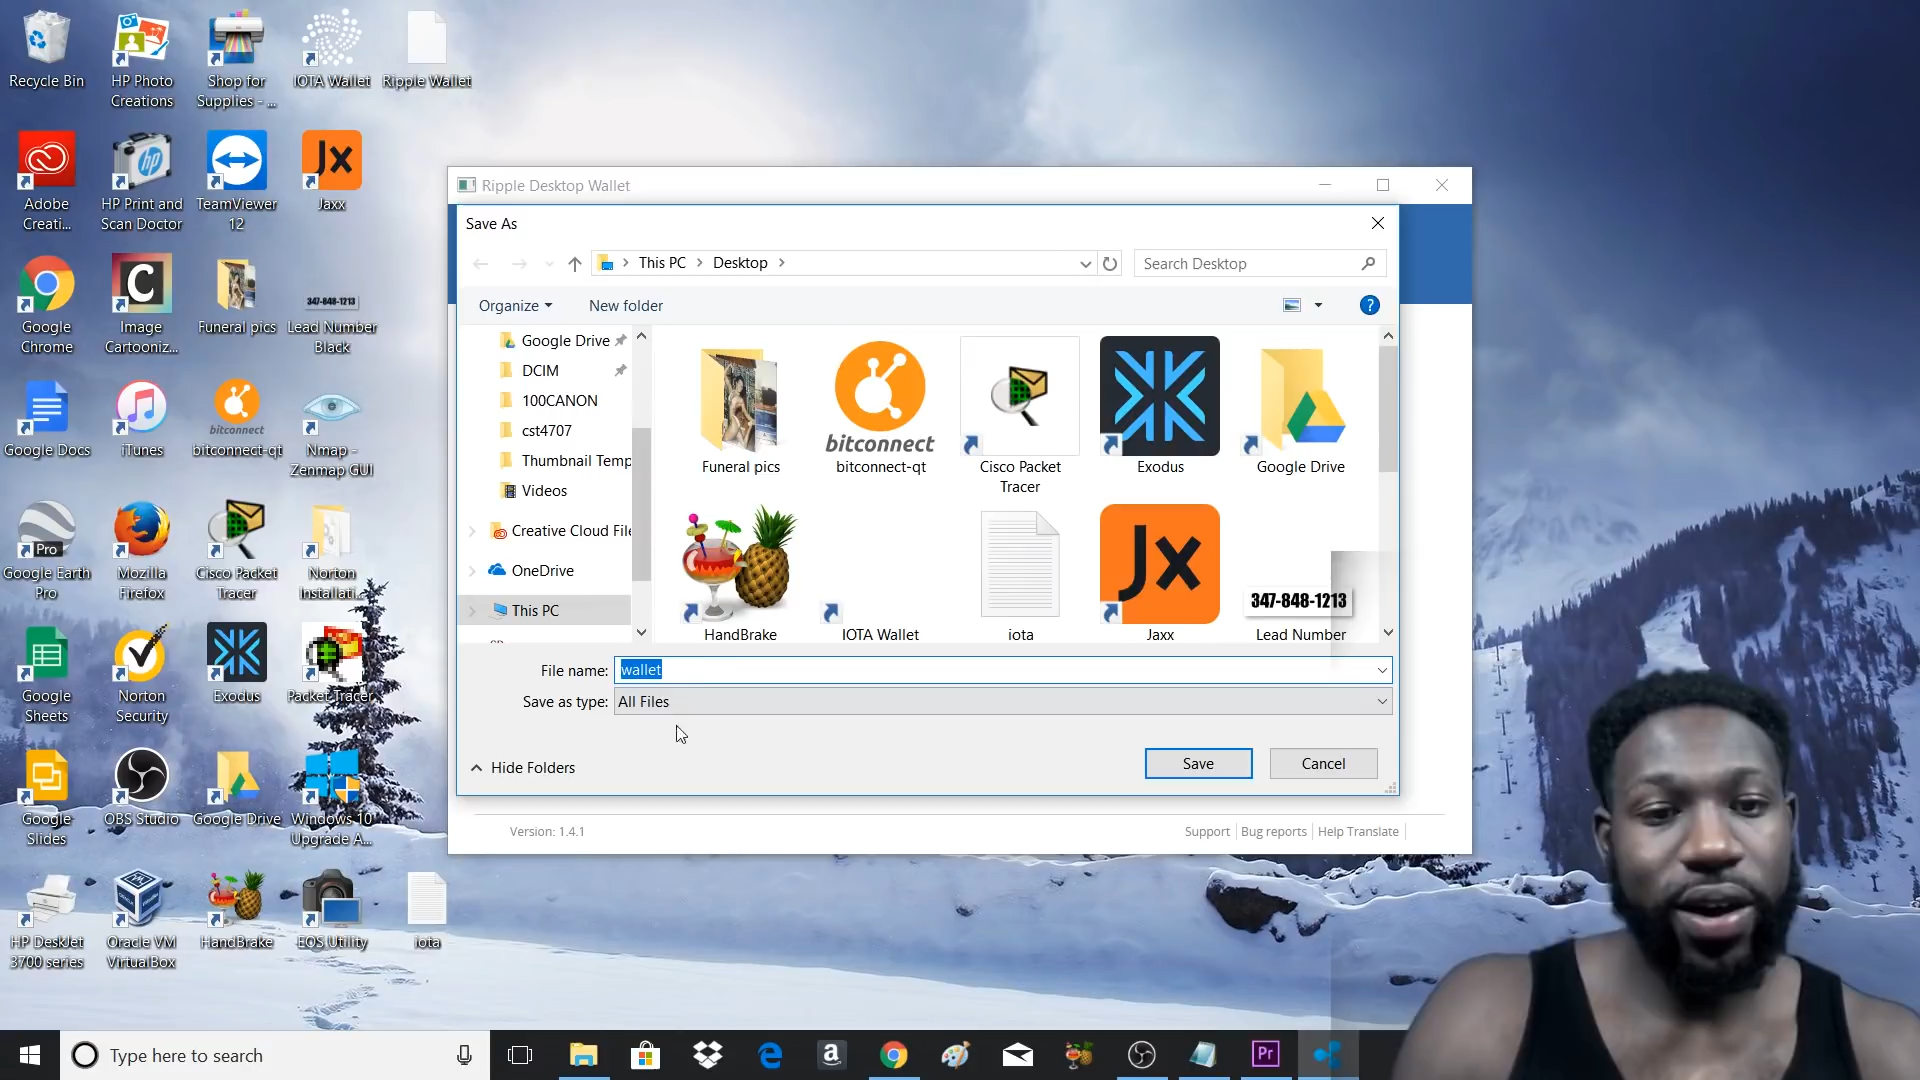 Recycle Bin
HP Photo
Creations
Shop for
Supplies - ...
IOTA Wallet
Ripple Wallet
Adobe
Creati...
HP Print and
Scan Doctor
TeamViewer
12
Jx
Jaxx
Google
Chrome
C
Image
Cartooniz...
Funeral pics
347-848-1213
Lead Number
Black
Google Docs
iTunes
bitconnect
bitconnect-qt
Nmap -
Zenmap GUI
Pro
Google Earth
Pro
Mozilla
Firefox
Cisco Packet
Tracer
Norton
Installati...
Google
Sheets
Norton
Security
Exodus
Packet Tracer
Google
Slides
OBS Studio
Google Drive
Windows 10
Upgrade A...
HP DeskJet
3700 series
Oracle VM
VirtualBox
HandBrake
EOS Utility
iota
Ripple Desktop Wallet
Save As
This PC
Desktop
Search Desktop
Organize
New folder
?
Google Drive
DCIM
100CANON
cst4707
Thumbnail Temp
Videos
Creative Cloud File
OneDrive
This PC
Funeral pics
bitconnect
bitconnect-qt
Cisco Packet
Tracer
Exodus
Google Drive
HandBrake
IOTA Wallet
iota
Jx
Jaxx
347-848-1213
Lead Number
File name: wallet
Save as type: All Files
Hide Folders
Save
Cancel
Version: 1.4.1
Support
Bug reports
Help Translate
Type here to search
a
Pr